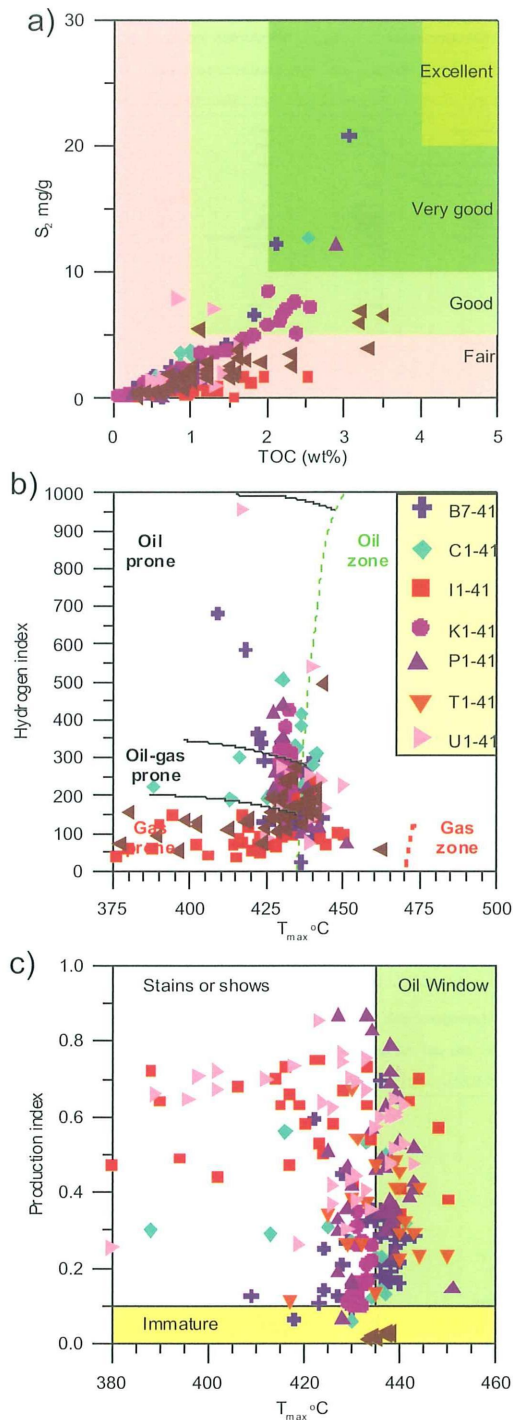 a)
30
Excellent
20
Very good
S2 mg/g
10
Good
Fair
0
0 1 2 3 4 5
TOC (wt%)
b)
1000
900
Oil prone
Oil zone
800
700
600
Hydrogen index
500
400
300
Oil-gas prone
200
100
Gas prone
Gas zone
0
400 425 450 475 500
Tmax °C
B7-41
C1-41
I1-41
K1-41
P1-41
T1-41
U1-41
c)
1.0
Stains or shows
Oil Window
0.8
0.6
Production index
0.4
0.2
Immature
0.0
380 400 420 440 460
Tmax °C